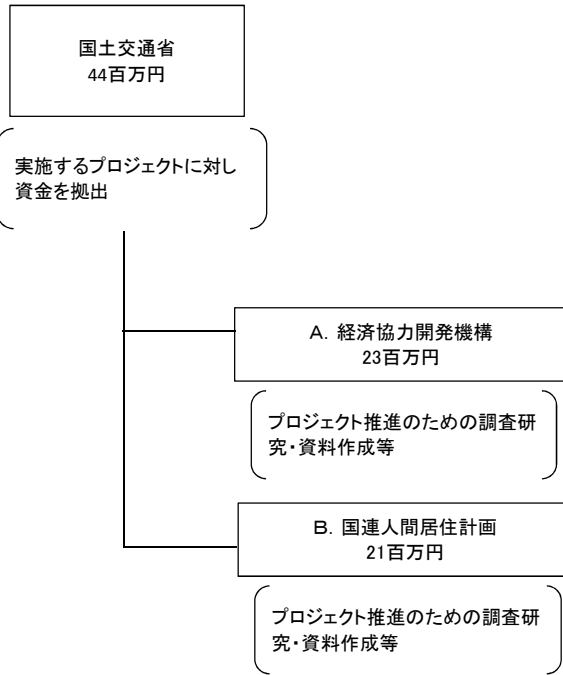 国土交通省
44百万円
実施するプロジェクトに対し
資金を拠出
A．経済協力開発機構
23百万円
プロジェクト推進のための調査研
究・資料作成等
B．国連人間居住計画
21百万円
プロジェクト推進のための調査研
究・資料作成等